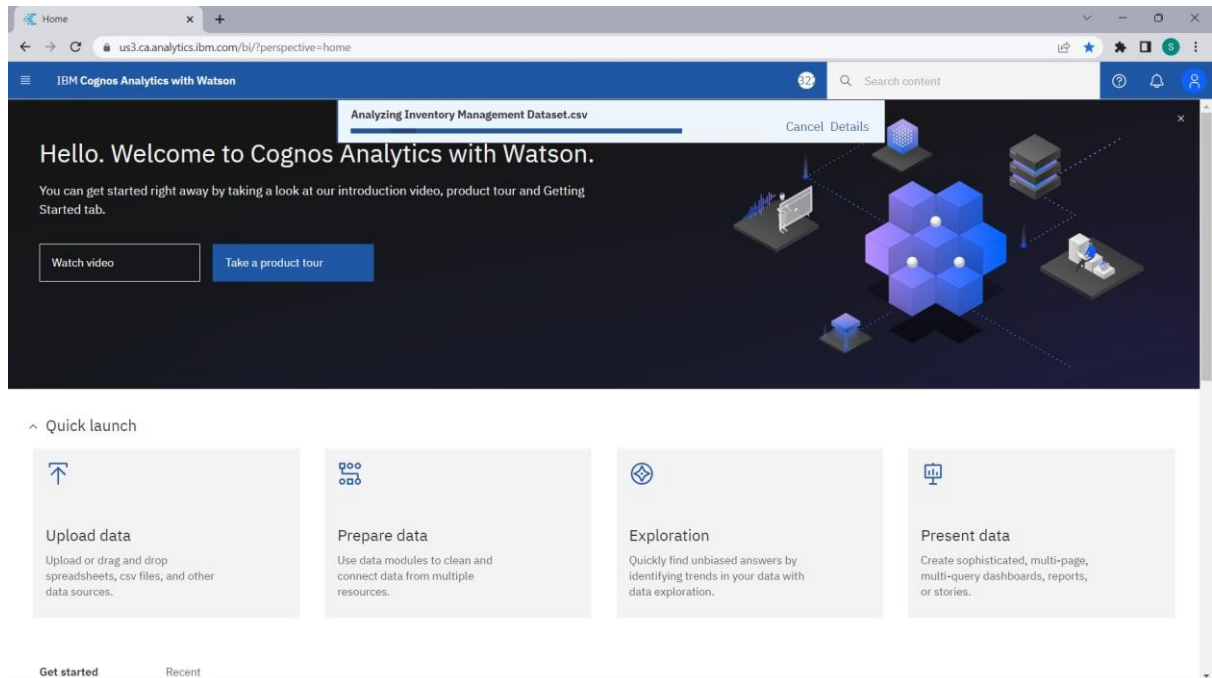 Home
us3.ca.analytics.ibm.com/bi/?perspective=home
S
IBM Cognos Analytics with Watson
32
Search content
Analyzing Inventory Management Dataset.csv
Cancel Details
Hello. Welcome to Cognos Analytics with Watson.
You can get started right away by taking a look at our introduction video, product tour and Getting
Started tab.
Watch video
Take a product tour
Quick launch
Upload data
Upload or drag and drop
spreadsheets, csv files, and other
data sources.
Prepare data
Use data modules to clean and
connect data from multiple
resources.
Exploration
Quickly find unbiased answers by
identifying trends in your data with
data exploration.
Present data
Create sophisticated, multi-page,
multi-query dashboards, reports,
or stories.
Get started
Recent